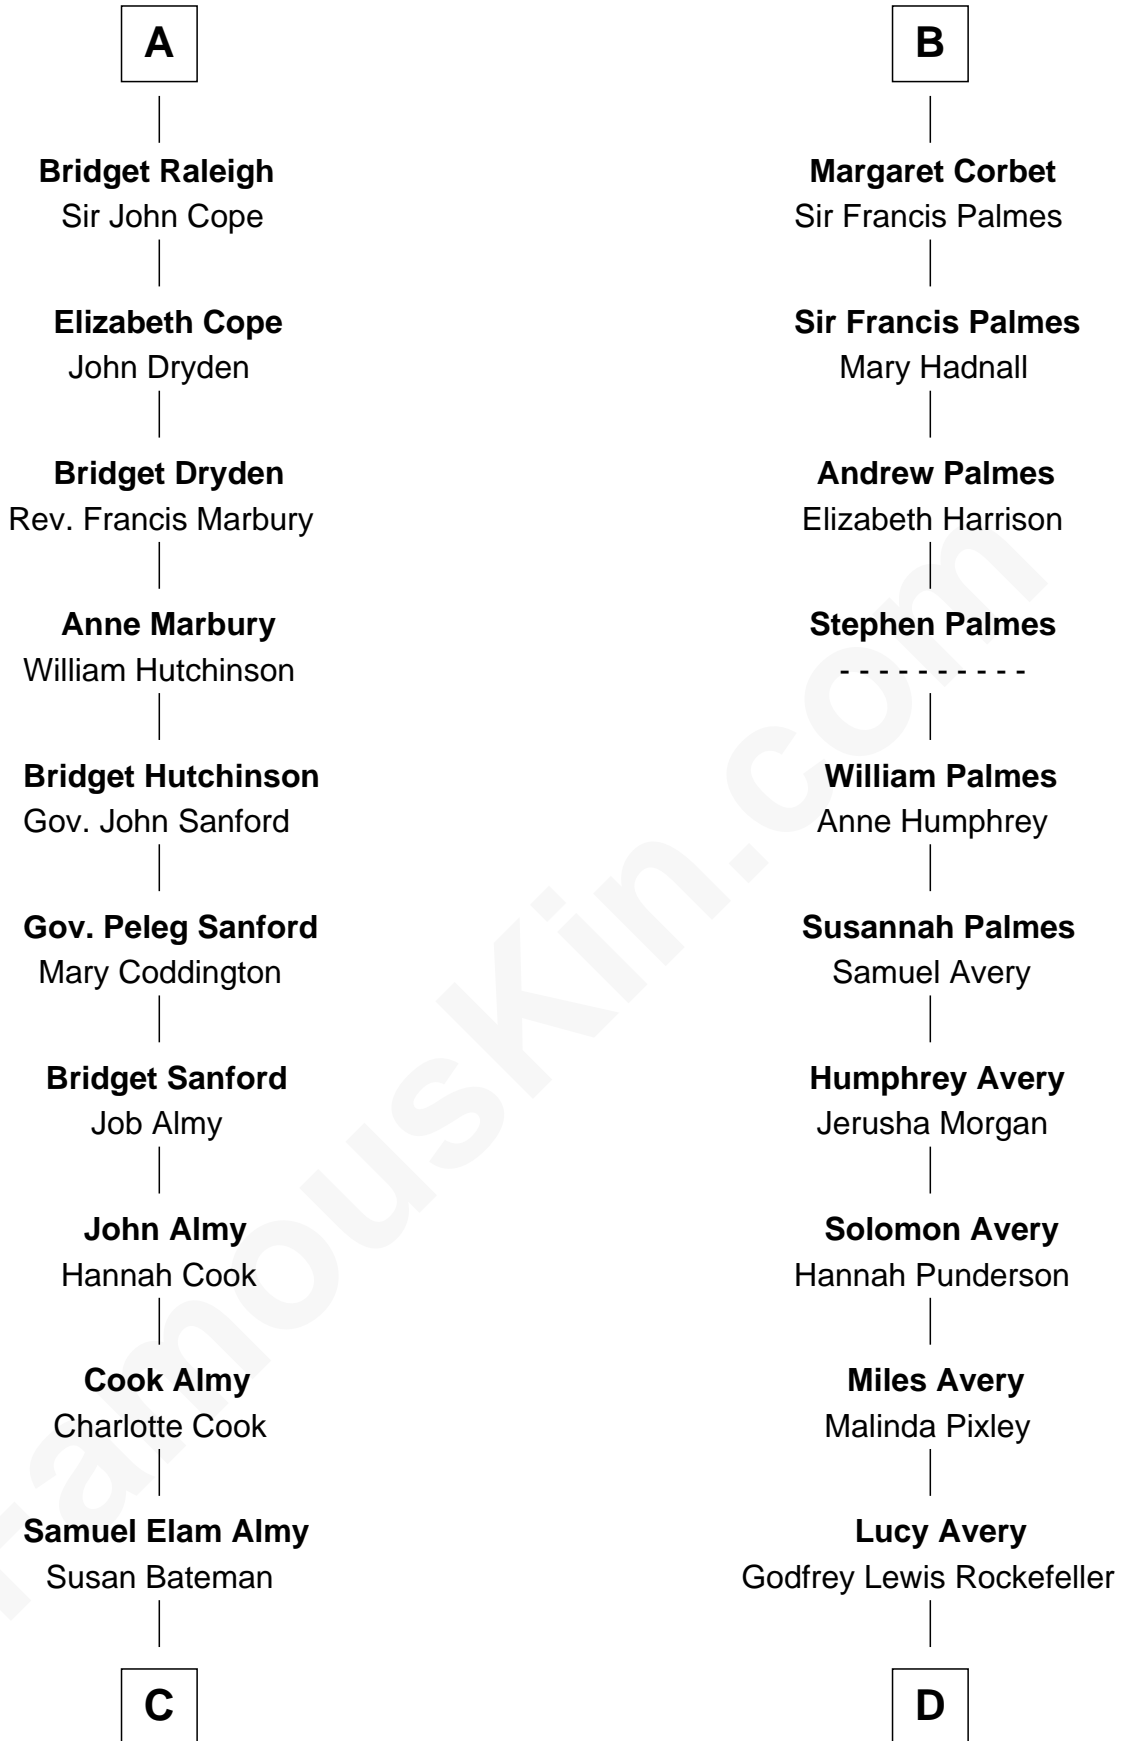 A
Bridget Raleigh
Sir John Cope
Elizabeth Cope
John Dryden
Bridget Dryden
Rev. Francis Marbury
Anne Marbury
William Hutchinson
Bridget Hutchinson
Gov. John Sanford
Gov. Peleg Sanford
Mary Coddington
Bridget Sanford
Job Almy
John Almy
Hannah Cook
Cook Almy
Charlotte Cook
Samuel Elam Almy
Susan Bateman
C
B
Margaret Corbet
Sir Francis Palmes
Sir Francis Palmes
Mary Hadnall
Andrew Palmes
Elizabeth Harrison
Stephen Palmes
- - - - - - - - - -
William Palmes
Anne Humphrey
Susannah Palmes
Samuel Avery
Humphrey Avery
Jerusha Morgan
Solomon Avery
Hannah Punderson
Miles Avery
Malinda Pixley
Lucy Avery
Godfrey Lewis Rockefeller
D
FamousKin.com